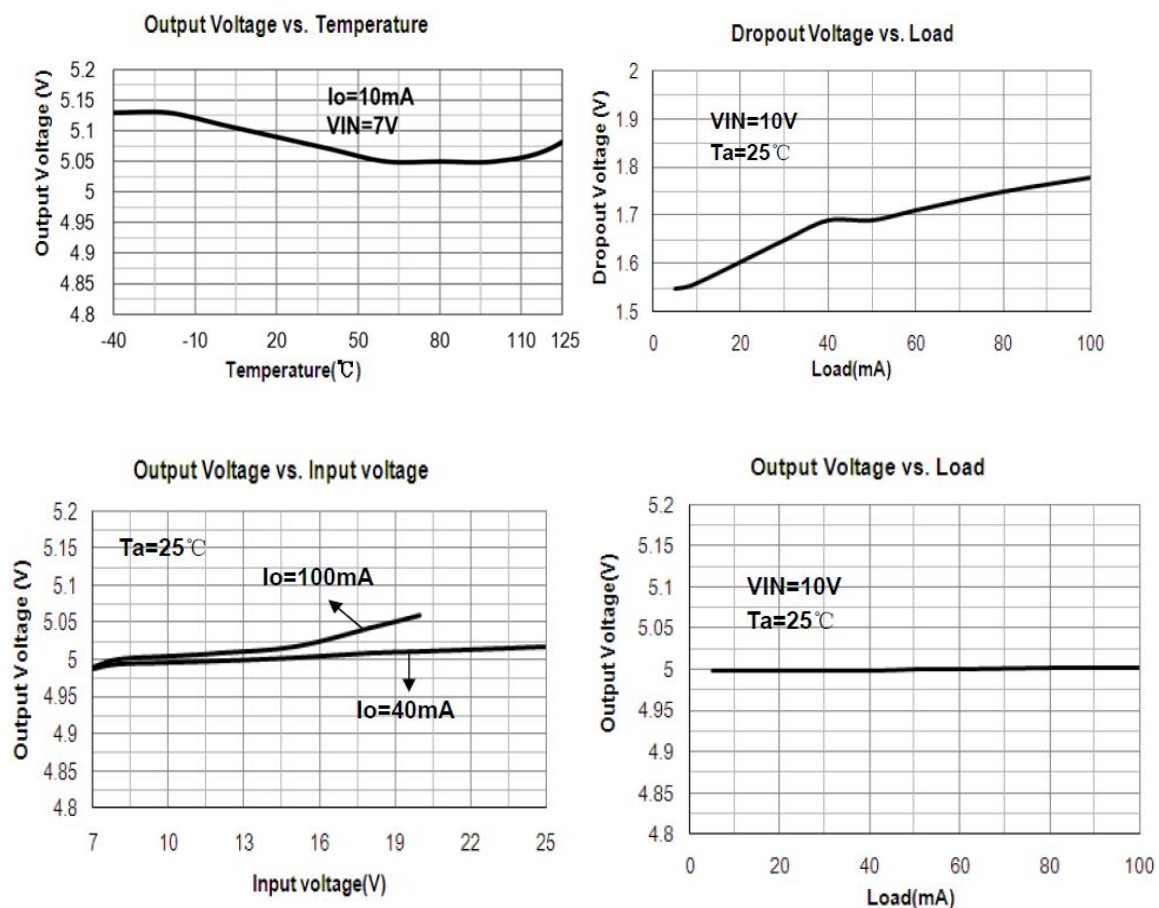 Output Voltage vs. Temperature
Output Voltage (V)
5.2
5.15
5.1
5.05
5
4.95
4.9
4.85
4.8
Io=10mA
VIN=7V
-40 -10 20 50 80 110 125
Temperature(℃)
Dropout Voltage vs. Load
Dropout Voltage (V)
2
1.9
1.8
1.7
1.6
1.5
VIN=10V
Ta=25℃
0 20 40 60 80 100
Load(mA)
Output Voltage vs. Input voltage
Output Voltage (V)
5.2
5.15
5.1
5.05
5
4.95
4.9
4.85
4.8
Ta=25℃
Io=100mA
Io=40mA
7 10 13 16 19 22 25
Input voltage(V)
Output Voltage vs. Load
Output Voltage(V)
5.2
5.15
5.1
5.05
5
4.95
4.9
4.85
4.8
VIN=10V
Ta=25℃
0 20 40 60 80 100
Load(mA)